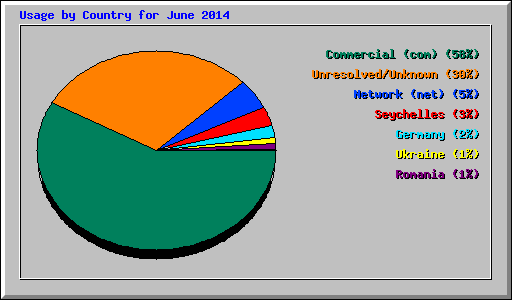 Usage by Country for June 2014
Commercial (com) (58%)
Unresolved/Unknown (30%)
Network (net) (5%)
Seychelles (3%)
Germany (2%)
Ukraine (1%)
Romania (1%)